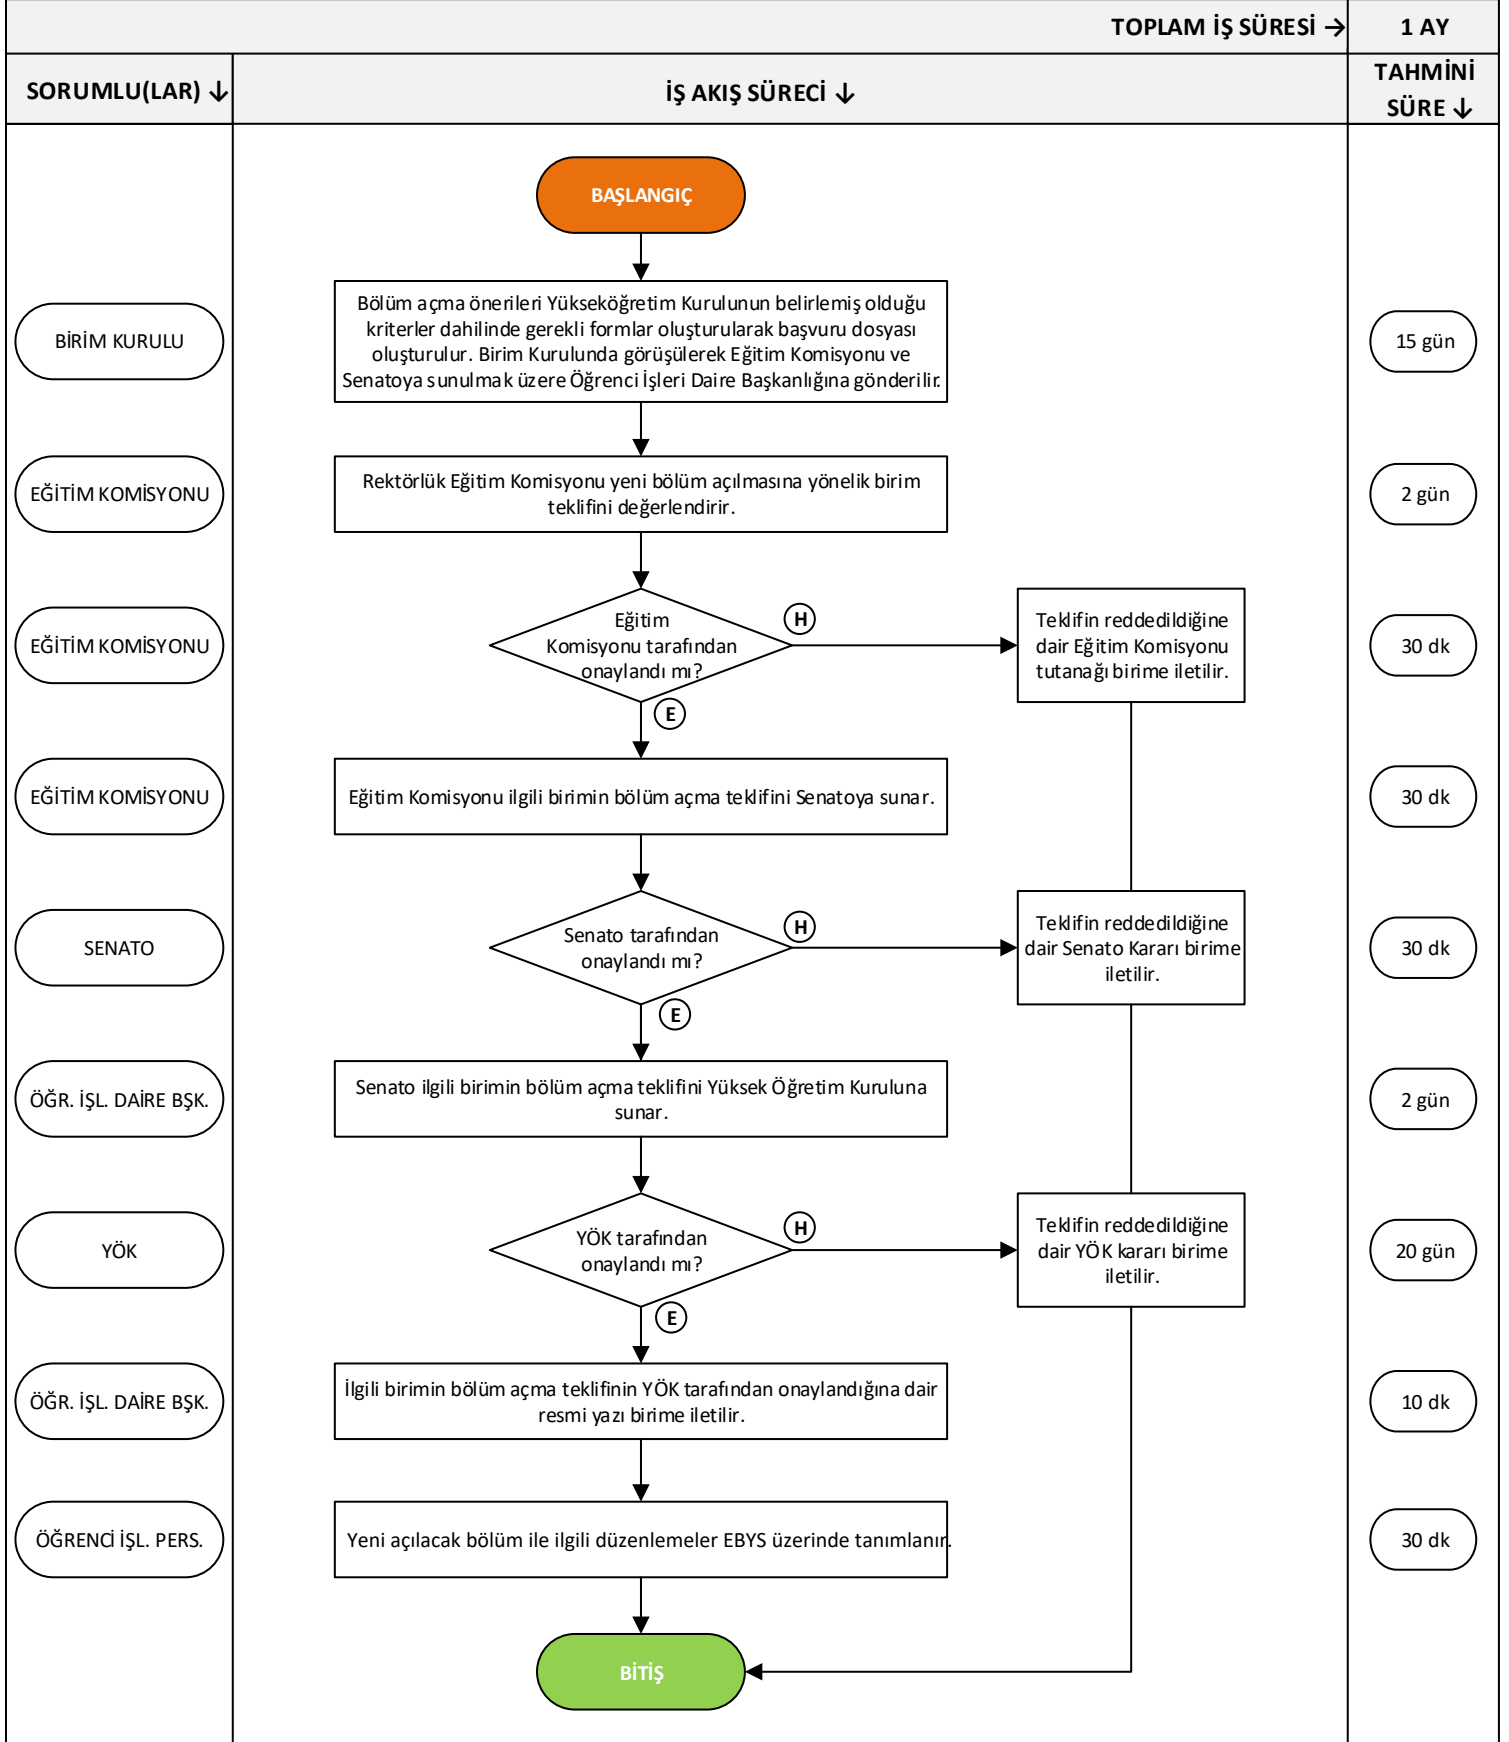 TOPLAM İŞ SÜRESİ →
1 AY
SORUMLU(LAR) ↓
İŞ AKIŞ SÜRECİ ↓
TAHMİNİ
SÜRE ↓
BAŞLANGIÇ
BİRİM KURULU
Bölüm açma önerileri Yükseköğretim Kurulunun belirlemiş olduğu
kriterler dahilinde gerekli formlar oluşturularak başvuru dosyası
oluşturulur. Birim Kurulunda görüşülerek Eğitim Komisyonu ve
Senatoya sunulmak üzere Öğrenci İşleri Daire Başkanlığına gönderilir.
15 gün
EĞİTİM KOMİSYONU
Rektörlük Eğitim Komisyonu yeni bölüm açılmasına yönelik birim
teklifini değerlendirir.
2 gün
EĞİTİM KOMİSYONU
Eğitim
Komisyonu tarafından
onaylandı mı?
H
E
Teklifin reddedildiğine
dair Eğitim Komisyonu
tutanağı birime iletilir.
30 dk
EĞİTİM KOMİSYONU
Eğitim Komisyonu ilgili birimin bölüm açma teklifini Senatoya sunar.
30 dk
SENATO
Senato tarafından
onaylandı mı?
H
E
Teklifin reddedildiğine
dair Senato Kararı birime
iletilir.
30 dk
ÖĞR. İŞL. DAİRE BŞK.
Senato ilgili birimin bölüm açma teklifini Yüksek Öğretim Kuruluna
sunar.
2 gün
YÖK
YÖK tarafından
onaylandı mı?
H
E
Teklifin reddedildiğine
dair YÖK kararı birime
iletilir.
20 gün
ÖĞR. İŞL. DAİRE BŞK.
İlgili birimin bölüm açma teklifinin YÖK tarafından onaylandığına dair
resmi yazı birime iletilir.
10 dk
ÖĞRENCİ İŞL. PERS.
Yeni açılacak bölüm ile ilgili düzenlemeler EBYS üzerinde tanımlanır.
30 dk
BİTİŞ